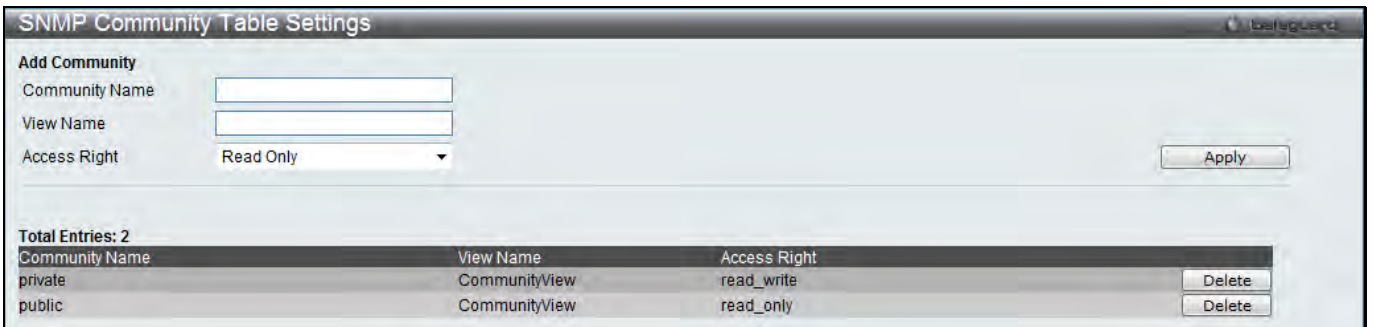 SNMP Community Table Settings
Safeguard
Add Community
Community Name
View Name
Access Right Read Only Apply
Total Entries: 2
Community Name View Name Access Right
private CommunityView read_write Delete
public CommunityView read_only Delete